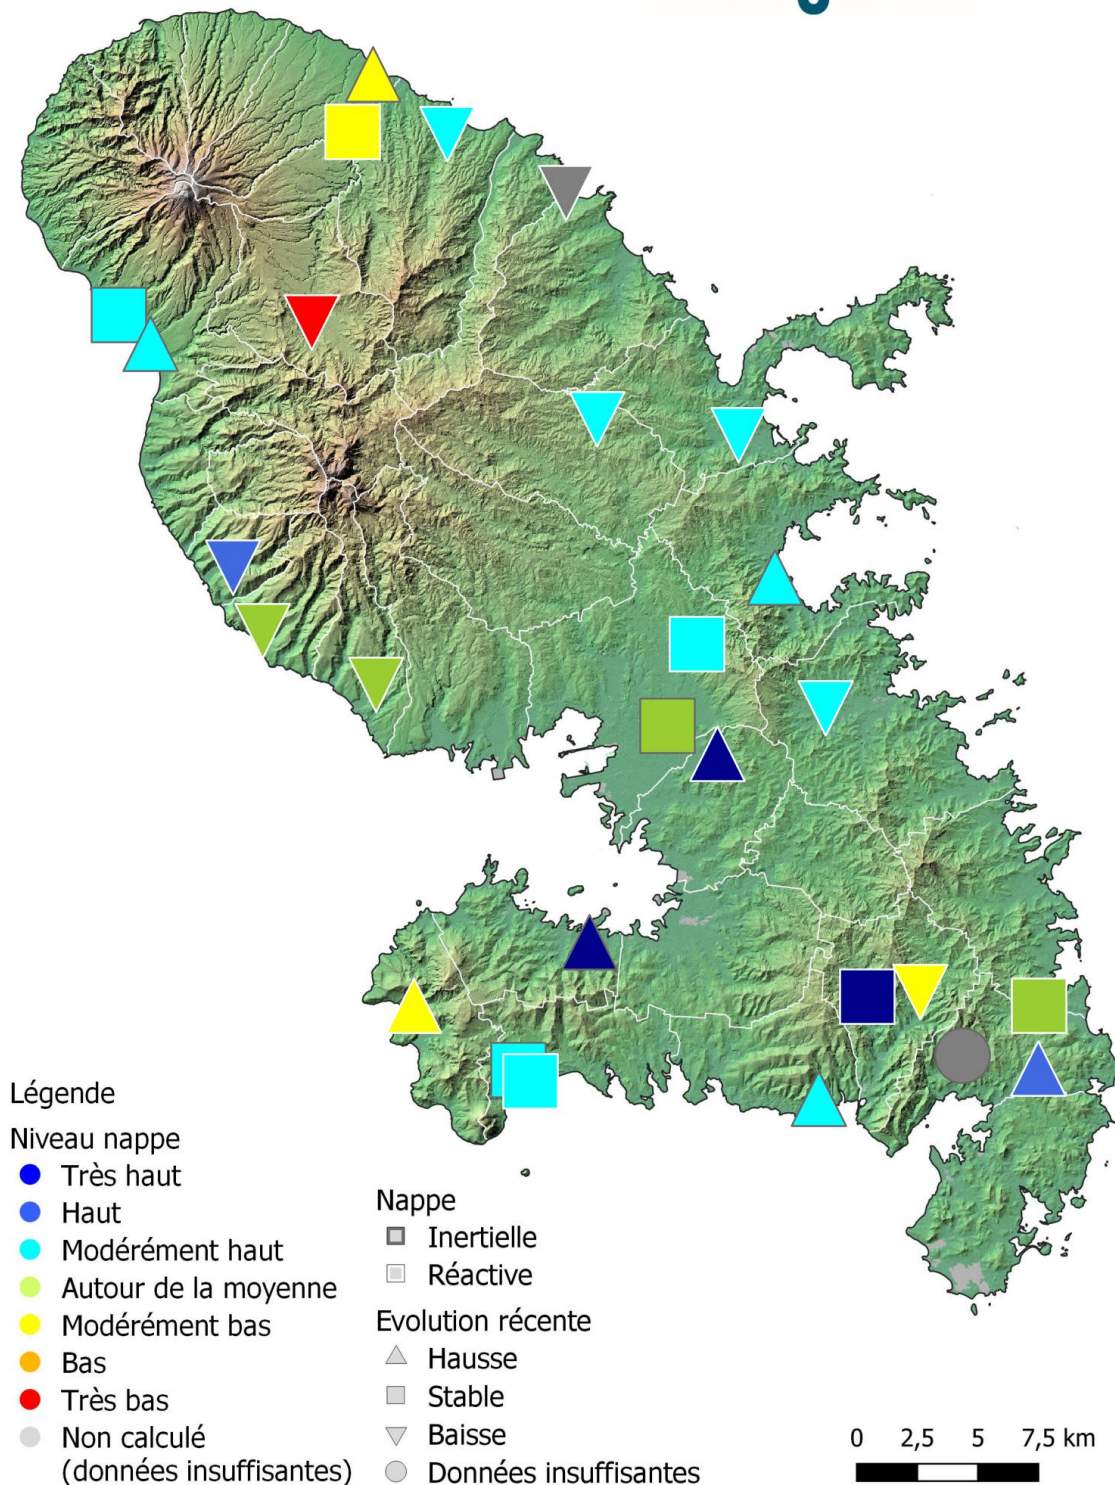 Légende
Niveau nappe
Très haut
Haut
Modérément haut
Autour de la moyenne
Modérément bas
Bas
Très bas
Non calculé
(données insuffisantes)
Nappe
Inertielle
Réactive
Evolution récente
Hausse
Stable
Baisse
Données insuffisantes
0 2,5 5 7,5 km